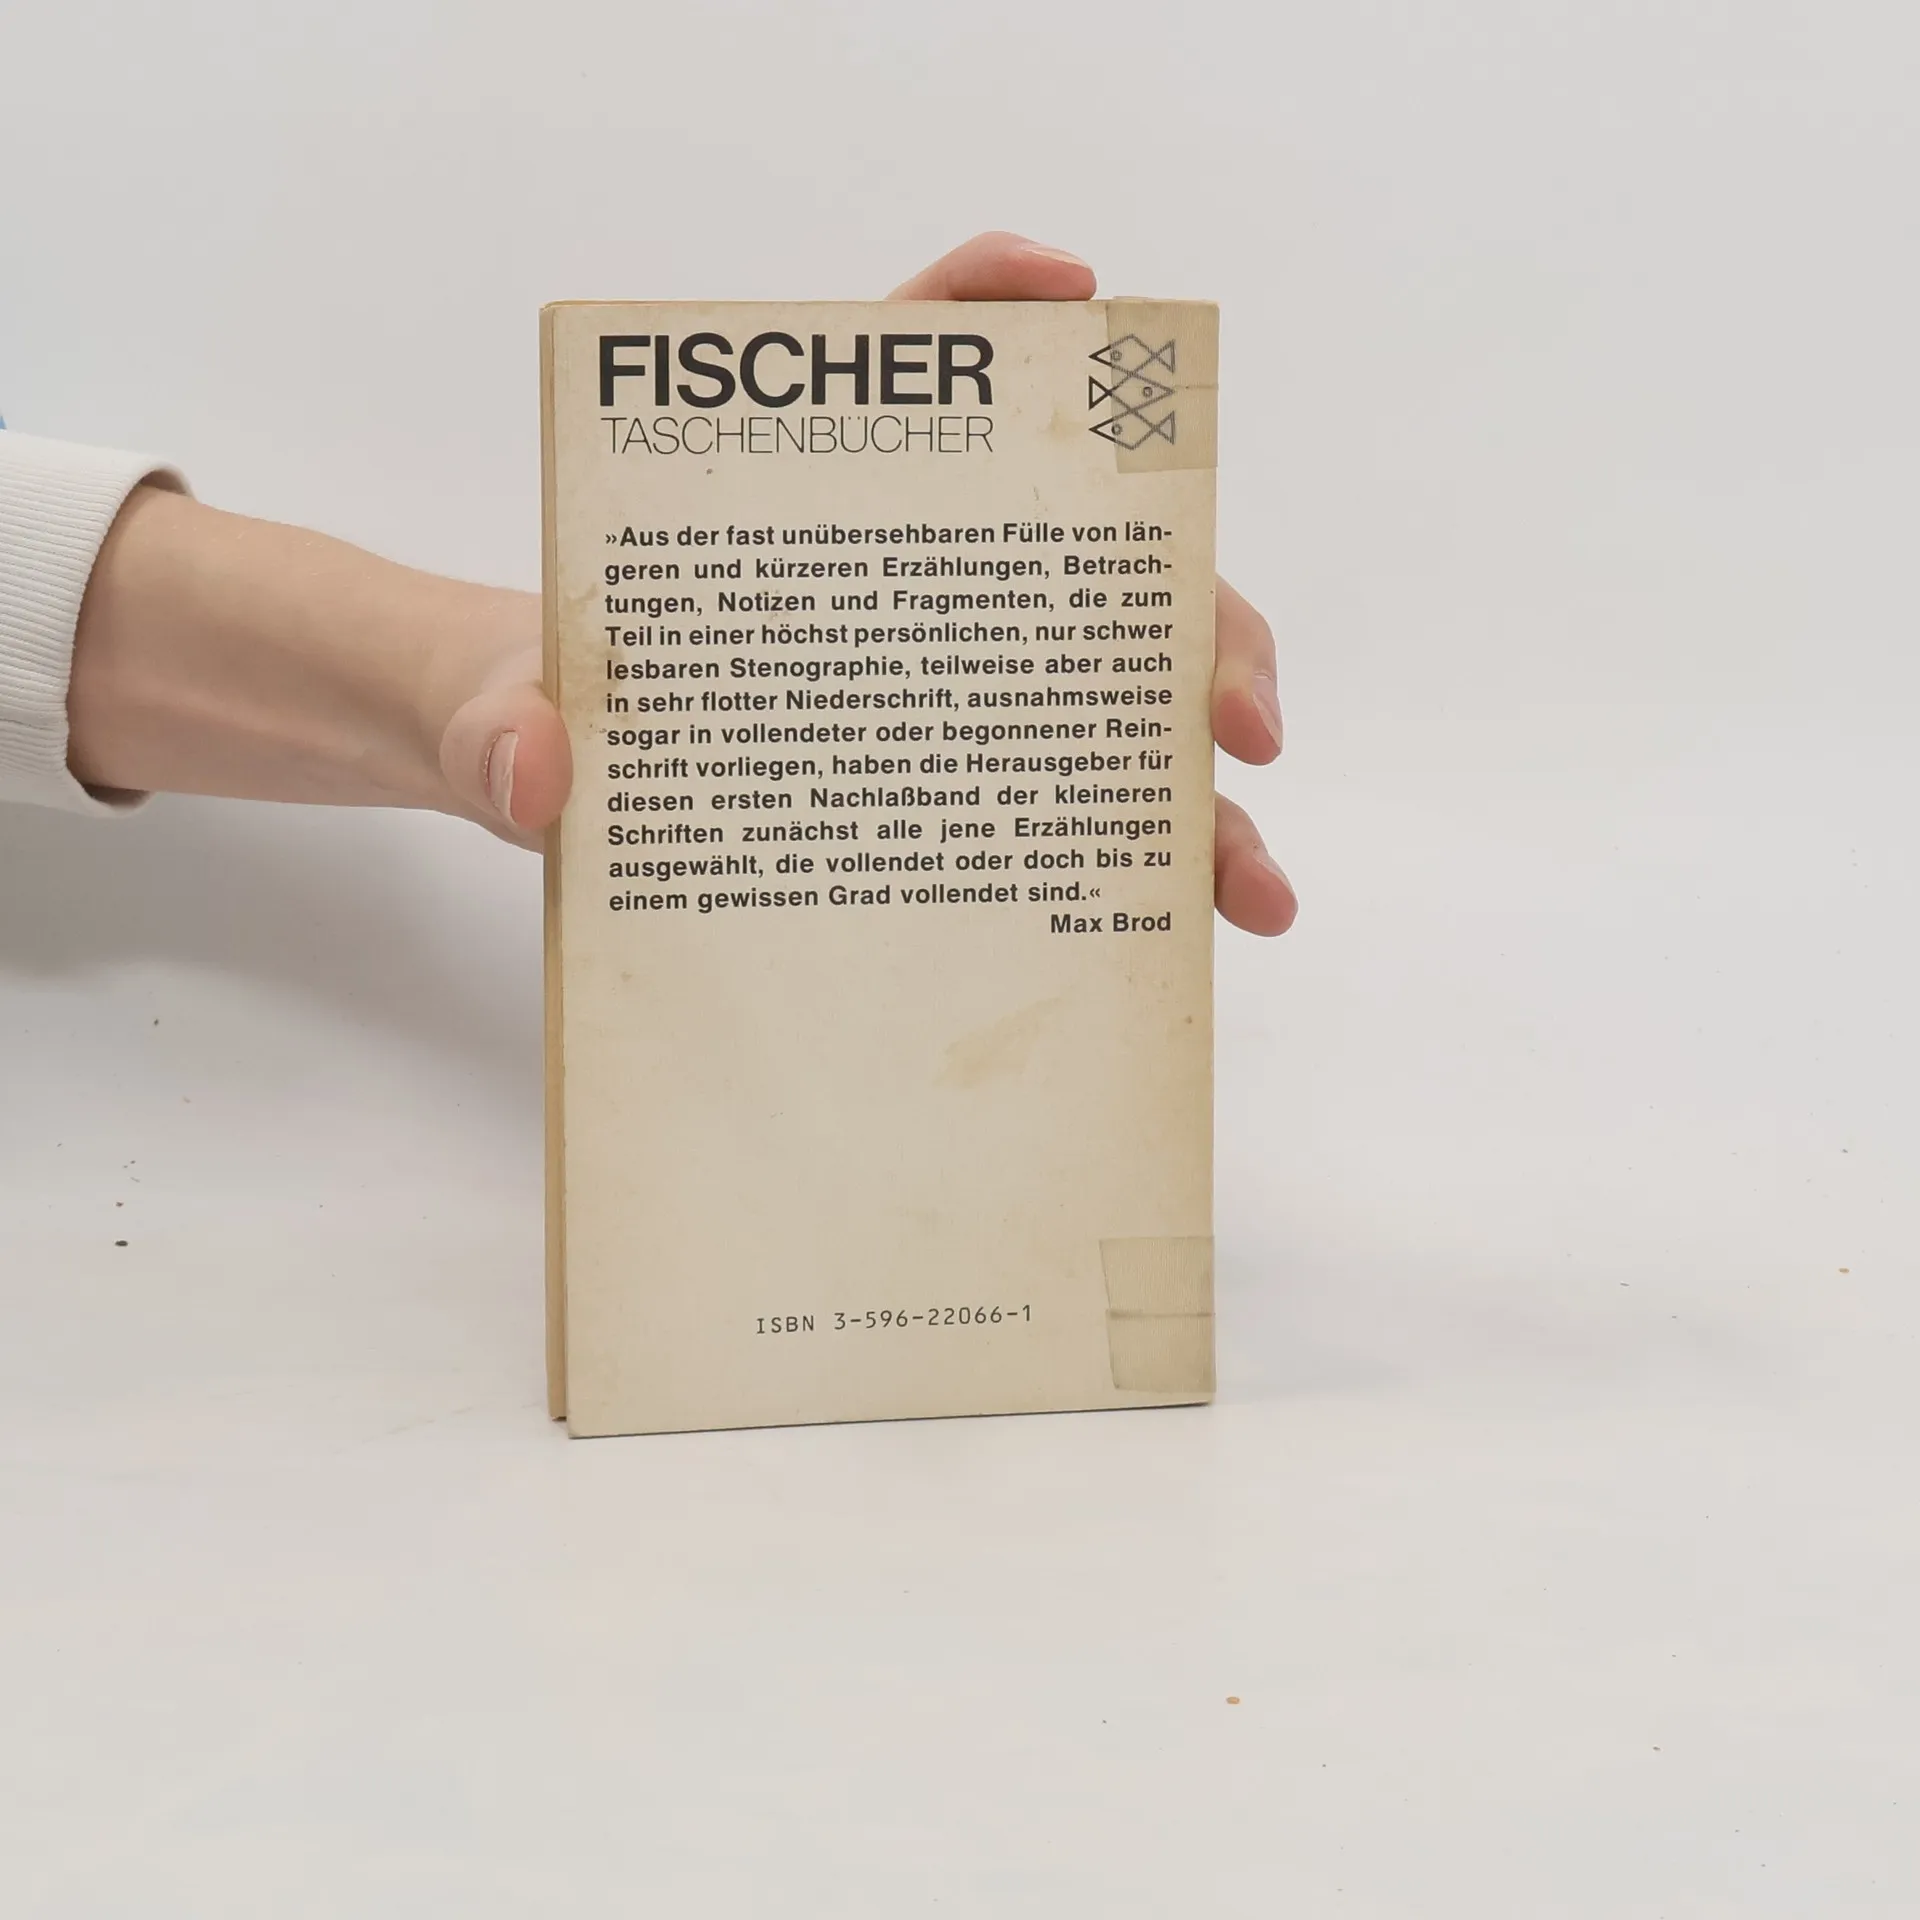 FISCHER
TASCHENBÜCHER
»Aus der fast unübersehbaren Fülle von län-
geren und kürzeren Erzählungen, Betrach-
tungen, Notizen und Fragmenten, die zum
Teil in einer höchst persönlichen, nur schwer
lesbaren Stenographie, teilweise aber auch
in sehr flotter Niederschrift, ausnahmsweise
sogar in vollendeter oder begonnener Rein-
schrift vorliegen, haben die Herausgeber für
diesen ersten Nachlaßband der kleineren
Schriften zunächst alle jene Erzählungen
ausgewählt, die vollendet oder doch bis zu
einem gewissen Grad vollendet sind.«
Max Brod
ISBN 3-596-22066-1